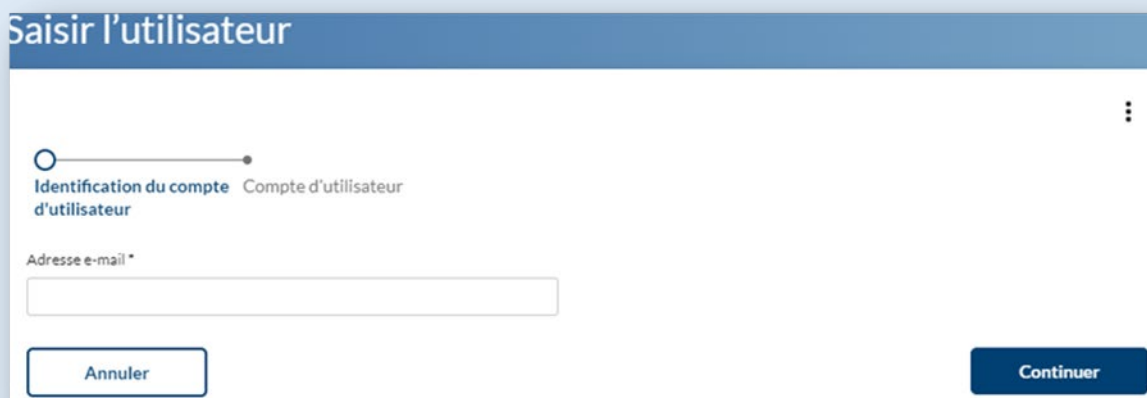 Saisir l’utilisateur
Identification du compte
d'utilisateur
Compte d'utilisateur
Adresse e-mail *
Annuler
Continuer